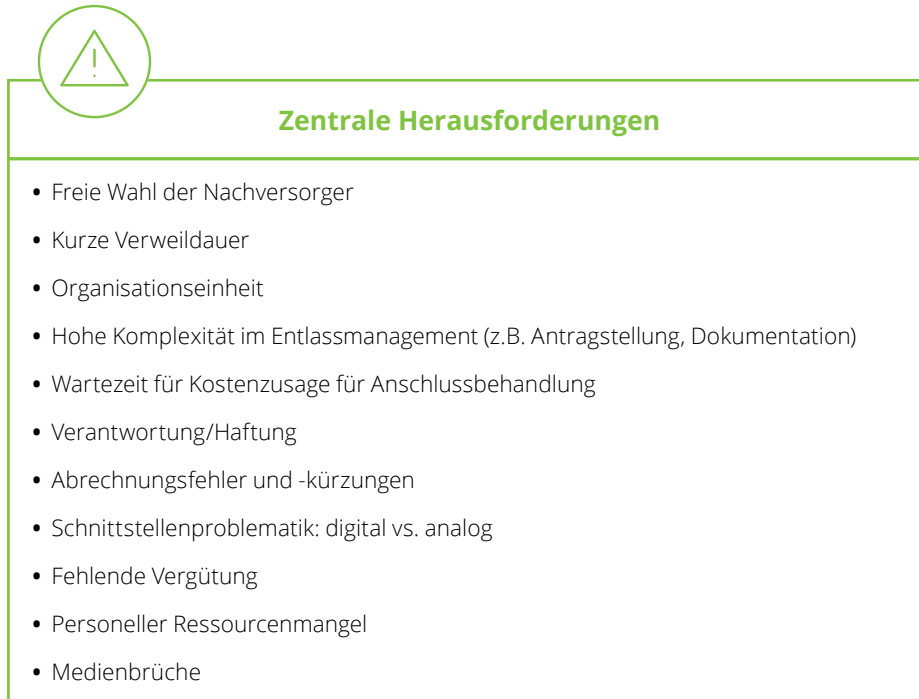 Zentrale Herausforderungen
• Freie Wahl der Nachversorger
• Kurze Verweildauer
• Organisationseinheit
• Hohe Komplexität im Entlassmanagement (z.B. Antragstellung, Dokumentation)
• Wartezeit für Kostenzusage für Anschlussbehandlung
• Verantwortung/Haftung
• Abrechnungsfehler und -kürzungen
• Schnittstellenproblematik: digital vs. analog
• Fehlende Vergütung
• Personeller Ressourcenmangel
• Medienbrüche